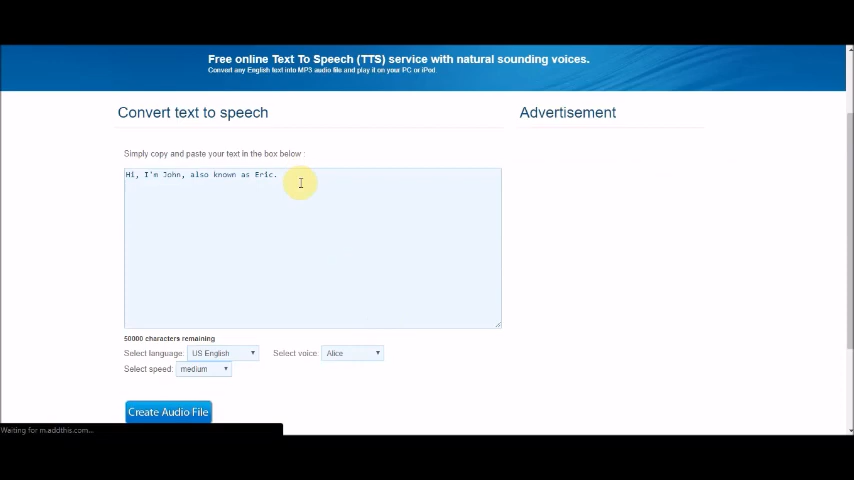 Free online Text To Speech (TTS) service with natural sounding voices.
Convert any English text into MP3 audio file and play it on your PC or iPod.
Convert text to speech
Advertisement
Simply copy and paste your text in the box below :
Hi, I'm John, also known as Eric.
50000 characters remaining
Select language: US English Select voice: Alice
Select speed: medium
Create Audio File
Waiting for m.addthis.com...